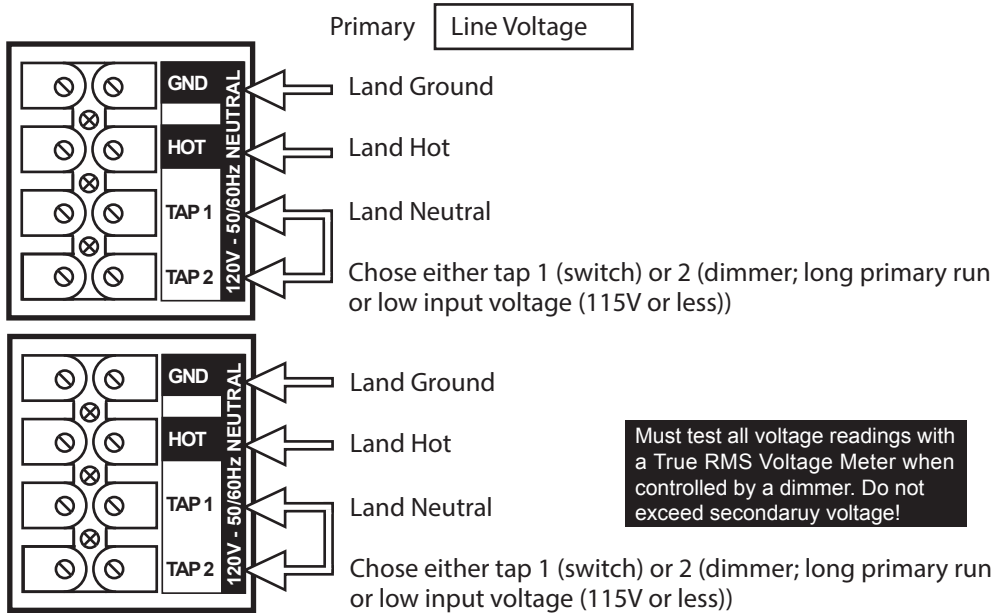 Primary Line Voltage
GND
HOT
TAP 1
TAP 2
120V - 50/60Hz NEUTRAL
Land Ground
Land Hot
Land Neutral
Chose either tap 1 (switch) or 2 (dimmer; long primary run
or low input voltage (115V or less))
GND
HOT
TAP 1
TAP 2
120V - 50/60Hz NEUTRAL
Land Ground
Land Hot
Land Neutral
Chose either tap 1 (switch) or 2 (dimmer; long primary run
or low input voltage (115V or less))
Must test all voltage readings with
a True RMS Voltage Meter when
controlled by a dimmer. Do not
exceed secondaruy voltage!